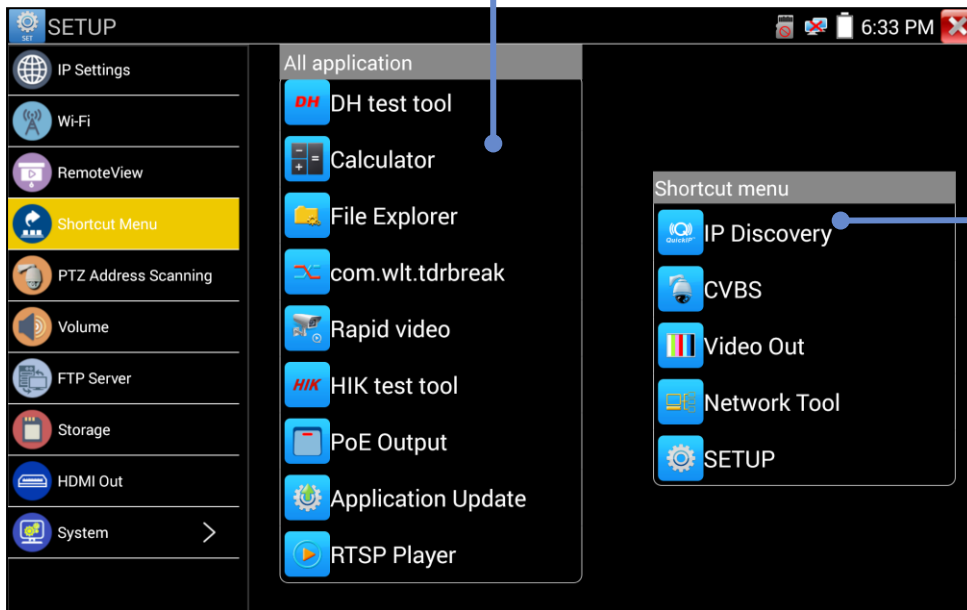 SETUP
SET
6:33 PM
IP Settings
Wi-Fi
RemoteView
Shortcut Menu
PTZ Address Scanning
Volume
FTP Server
Storage
HDMI Out
System
All application
DH DH test tool
Calculator
File Explorer
com.wlt.tdrbreak
Rapid video
HIK HIK test tool
PoE Output
Application Update
RTSP Player
Shortcut menu
QuickIP™ IP Discovery
CVBS
Video Out
Network Tool
SETUP